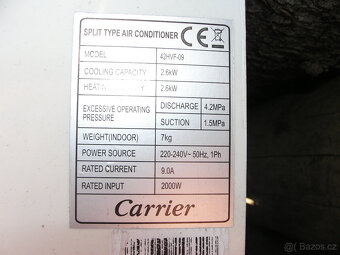 SPLIT TYPE AIR CONDITIONER CE
MODEL 42HVF-09
COOLING CAPACITY 2.6kW
CAPACITY 2.6kW
EXCESSIVE OPERATING PRESSURE DISCHARGE 4.2MPa
SUCTION 1.5MPa
WEIGHT(INDOOR) 7kg
POWER SOURCE 220-240V~ 50Hz, 1Ph
RATED CURRENT 9.0A
RATED INPUT 2000W
Carrier
Bazos.cz